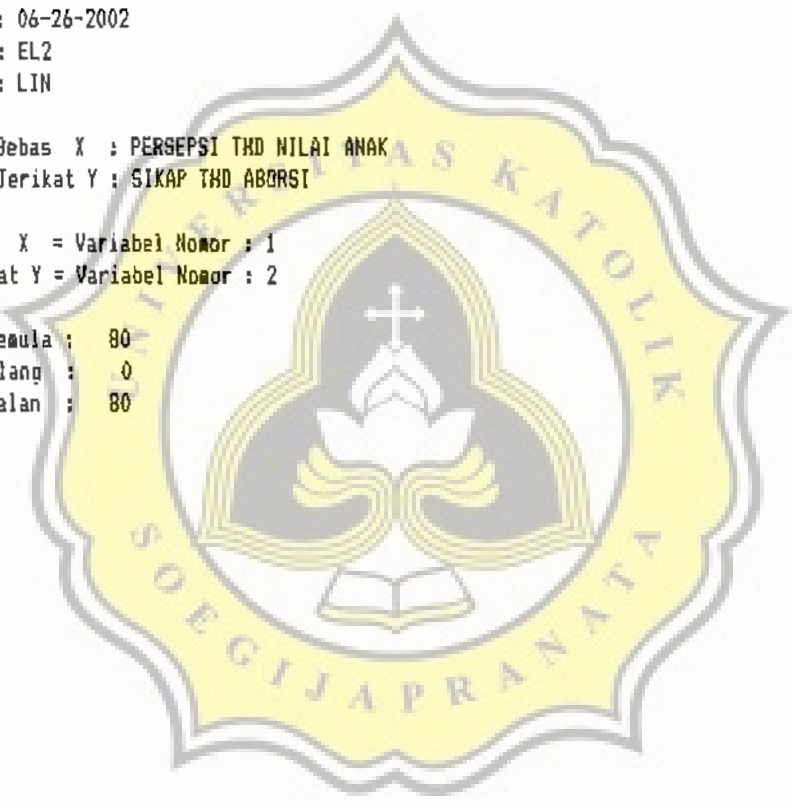 : 06-26-2002
: EL2
: LIN
Bebas X : PERSEPSI THD NILAI ANAK
Terikat Y : SIKAP THD ABORSI
X = Variabel Nomor : 1
at Y = Variabel Nomor : 2
emula : 80
lang : 0
alan : 80
UNIVERSITAS KATOLIK
SOEGIJAPRANATA